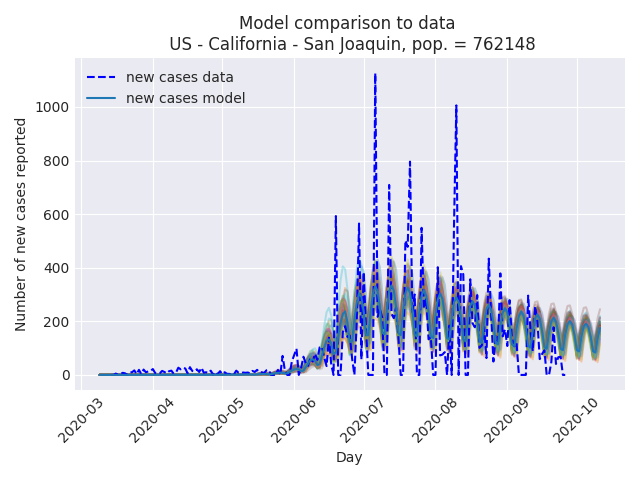 Model comparison to data
US - California - San Joaquin, pop. = 762148
new cases data
new cases model
Number of new cases reported
1000
800
600
400
200
0
2020-03
2020-04
2020-05
2020-06
2020-07
2020-08
2020-09
2020-10
Day